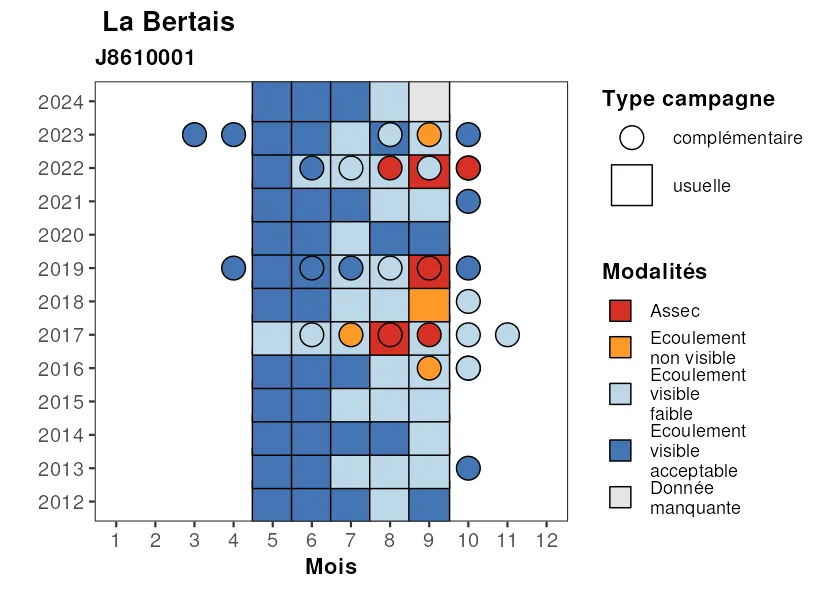 La Bertais
J8610001
2024
2023
2022
2021
2020
2019
2018
2017
2016
2015
2014
2013
2012
1 2 3 4 5 6 7 8 9 10 11 12
Mois
Type campagne
complémentaire
usuelle
Modalités
Assec
Ecoulement
non visible
Ecoulement
visible
faible
Ecoulement
visible
acceptable
Donnée
manquante